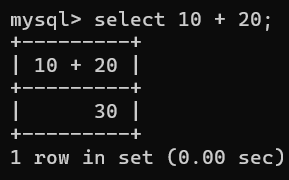 mysql> select 10 + 20;
+---------+
| 10 + 20 |
+---------+
|      30 |
+---------+
1 row in set (0.00 sec)